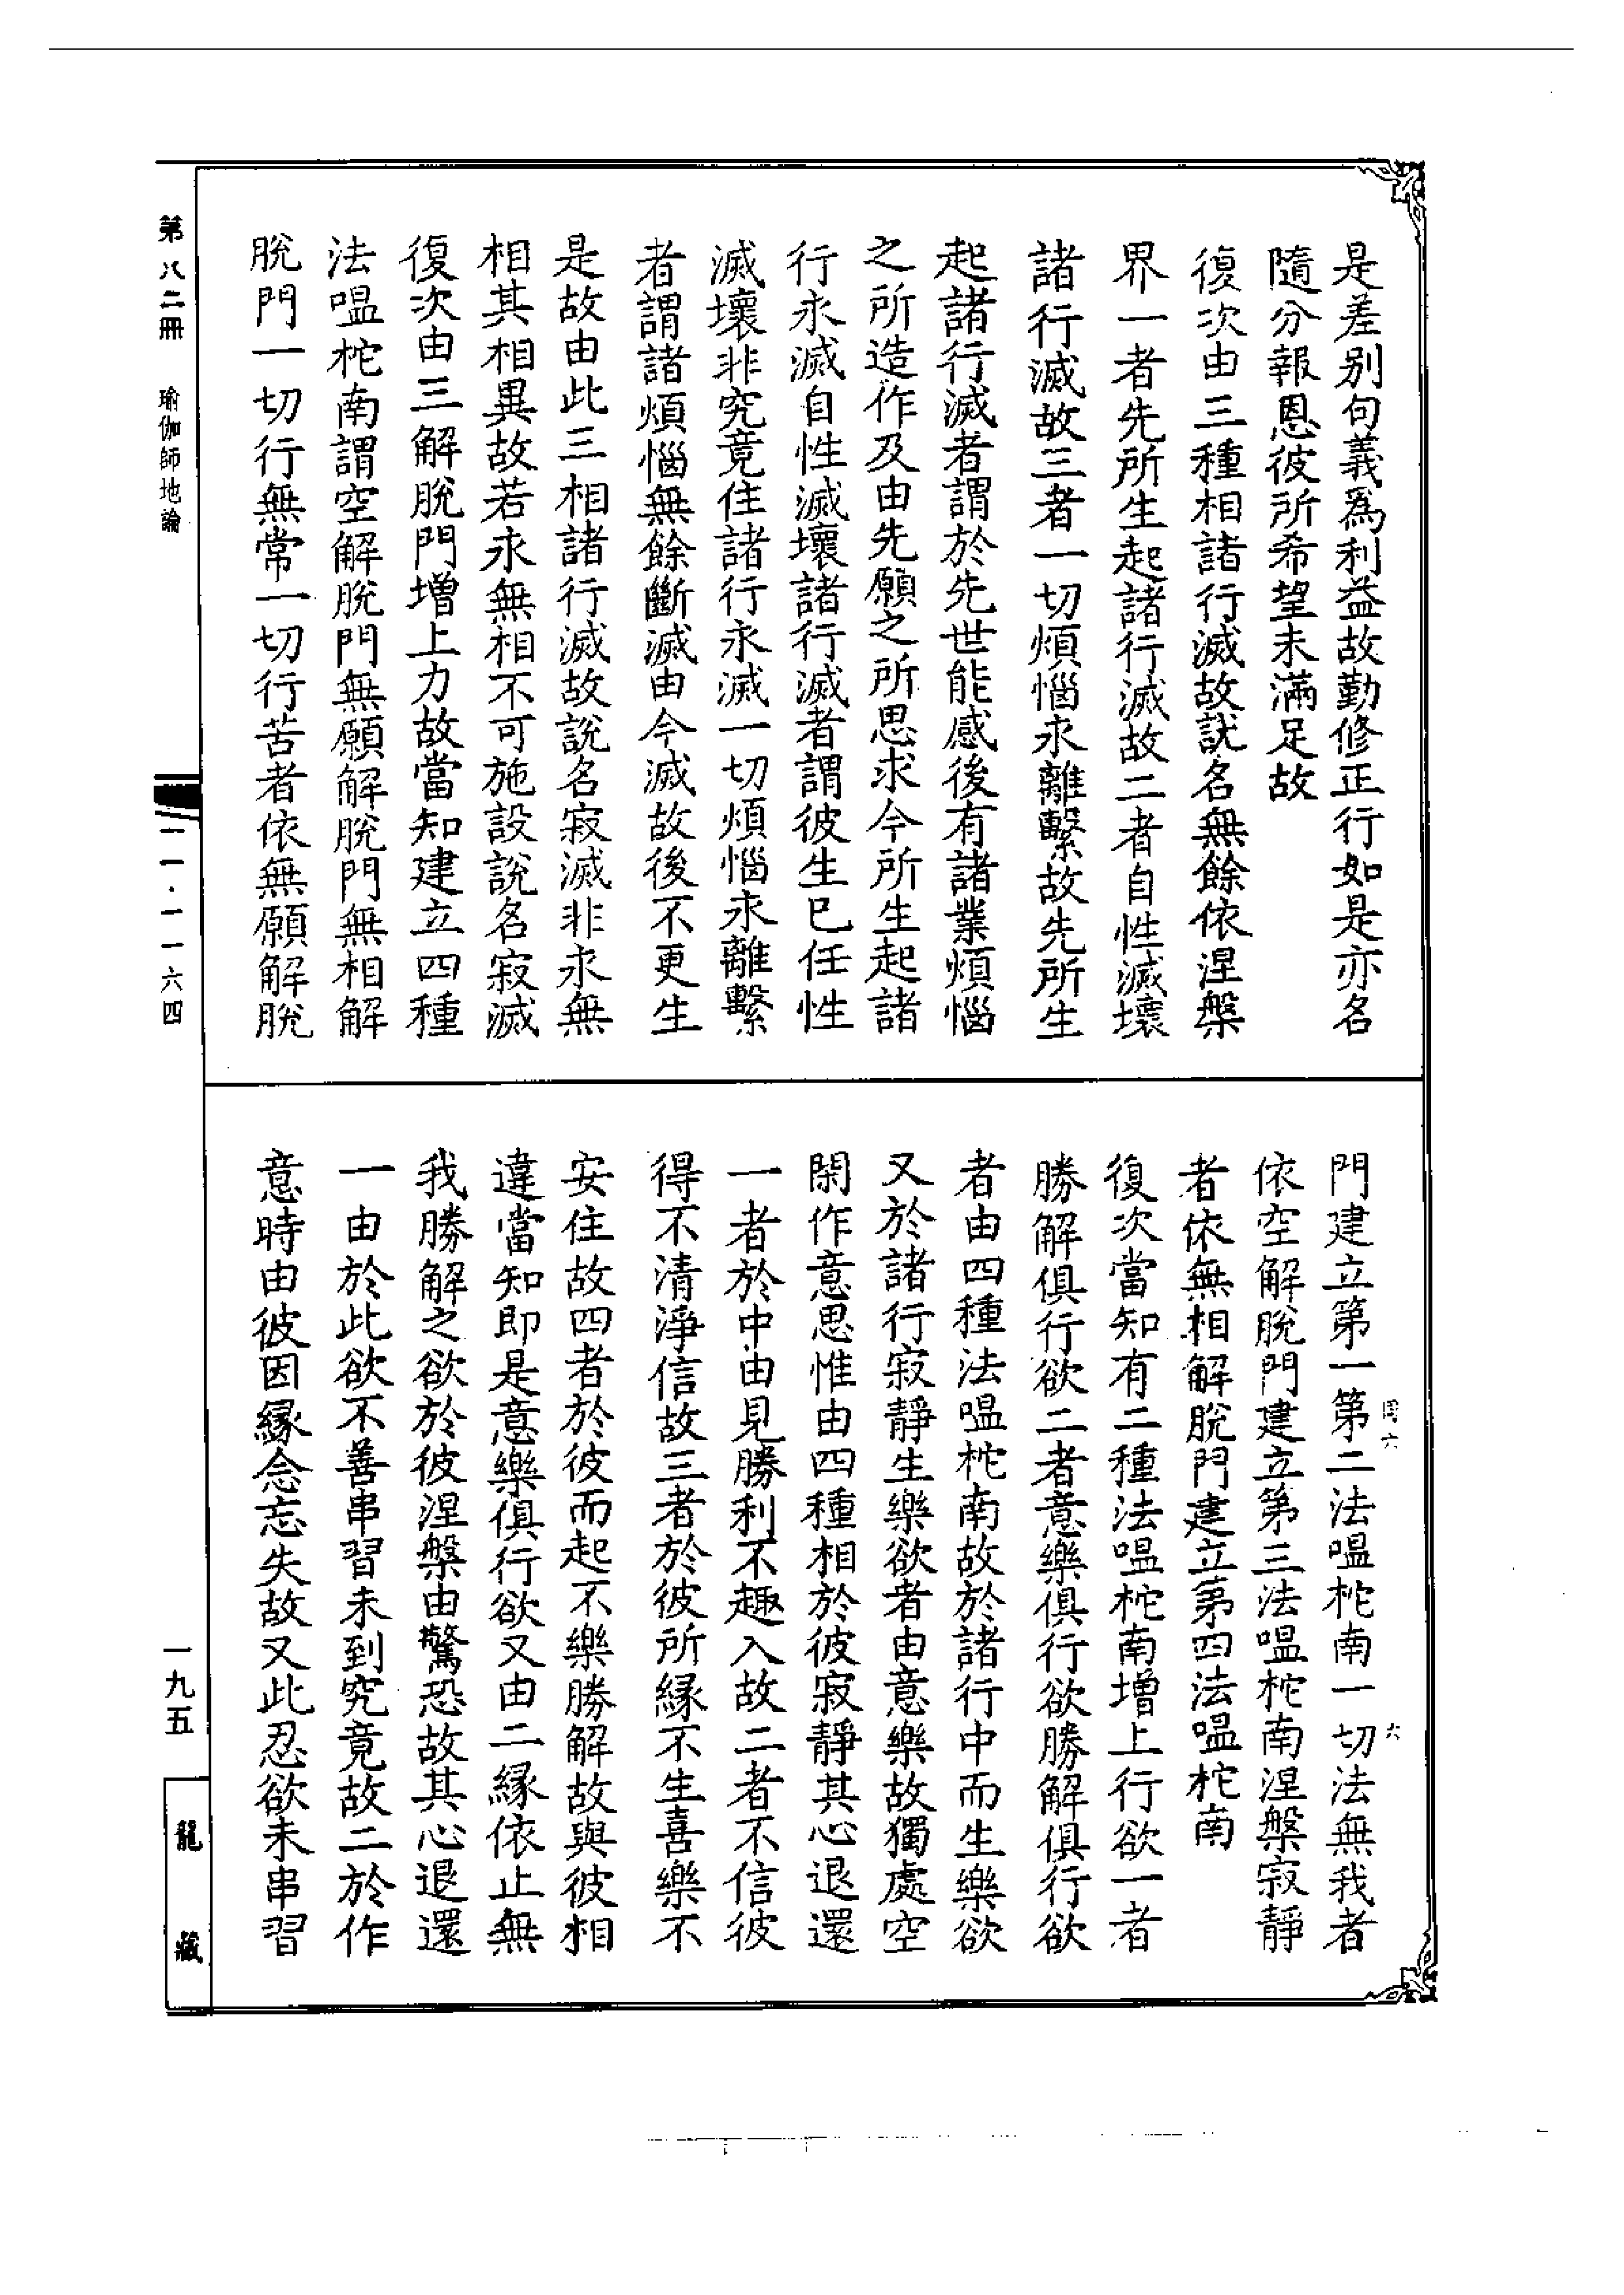 是差别句義爲利益故勤修正行如是亦名
隨分報恩彼所希望未滿足故
復次由三種相諸行滅故說名無餘依涅槃
界一者先所生起諸行滅故二者自性滅壞
諸行滅故三者一切煩惱永離繫故先所生
起諸行滅者謂於先世能感後有諸業煩惱
之所造作及由先願之所思求今所生起諸
行永滅自性滅壞諸行滅者謂彼生已任性
滅壞非究竟住諸行永滅一切煩惱永離繫
者謂諸煩惱無餘斷滅由今滅故後不更生
是故由此三相諸行滅故說名寂滅非永無
相其相異故若永無相不可施設說名寂滅
復次由三解脫門增上力故當知建立四種
法嗢柁南謂空解脫門無願解脫門無相解
脫門一切行無常一切行苦者依無願解脫
門建立第一第二法嗢柁南一切法無我者
依空解脫門建立第三法嗢柁南涅槃寂靜
者依無相解脫門建立第四法嗢柁南
復次當知有二種法嗢柁南增上行欲一者
勝解俱行欲二者意樂俱行欲勝解俱行欲
者由四種法嗢柁南故於諸行中而生樂欲
又於諸行寂靜生樂欲者由意樂故獨處空
閑作意思惟由四種相於彼寂靜其心退還
一者於中由見勝利不趣入故二者不信彼
得不清淨信故三者於彼所緣不生喜樂不
安住故四者於彼而起不樂勝解故與彼相
違當知即是意樂俱行欲又由二緣依止無
我勝解之欲於彼涅槃由驚恐故其心退還
一由於此欲不善串習未到究竟故二於作
意時由彼因緣念忘失故又此忍欲未串習
第八二冊 瑜伽師地論
一一·一一六四
一九五
龍藏
六